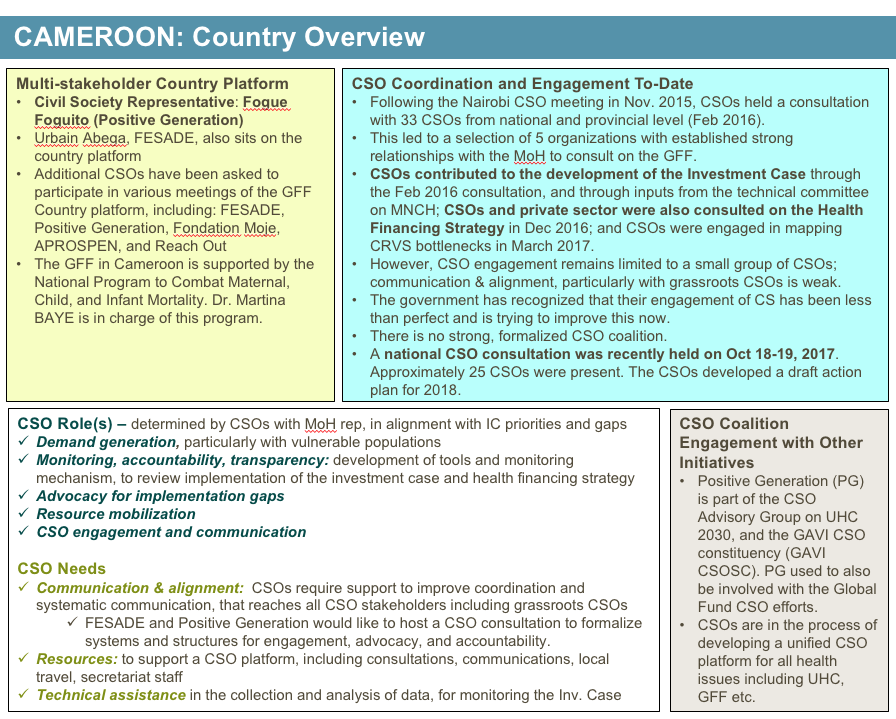 CAMEROON: Country Overview
Multi-stakeholder Country Platform
• Civil Society Representative: Fogue
Foguito (Positive Generation)
• Urbain Abega, FESADE, also sits on the
country platform
• Additional CSOs have been asked to
participate in various meetings of the GFF
Country platform, including: FESADE,
Positive Generation, Fondation Moje,
APROSPEN, and Reach Out
• The GFF in Cameroon is supported by the
National Program to Combat Maternal,
Child, and Infant Mortality. Dr. Martina
BAYE is in charge of this program.
CSO Coordination and Engagement To-Date
• Following the Nairobi CSO meeting in Nov. 2015, CSOs held a consultation
with 33 CSOs from national and provincial level (Feb 2016).
• This led to a selection of 5 organizations with established strong
relationships with the MoH to consult on the GFF.
• CSOs contributed to the development of the Investment Case through
the Feb 2016 consultation, and through inputs from the technical committee
on MNCH; CSOs and private sector were also consulted on the Health
Financing Strategy in Dec 2016; and CSOs were engaged in mapping
CRVS bottlenecks in March 2017.
• However, CSO engagement remains limited to a small group of CSOs;
communication & alignment, particularly with grassroots CSOs is weak.
• The government has recognized that their engagement of CS has been less
than perfect and is trying to improve this now.
• There is no strong, formalized CSO coalition.
• A national CSO consultation was recently held on Oct 18-19, 2017.
Approximately 25 CSOs were present. The CSOs developed a draft action
plan for 2018.
CSO Role(s) – determined by CSOs with MoH rep, in alignment with IC priorities and gaps
✓ Demand generation, particularly with vulnerable populations
✓ Monitoring, accountability, transparency: development of tools and monitoring
mechanism, to review implementation of the investment case and health financing strategy
✓ Advocacy for implementation gaps
✓ Resource mobilization
✓ CSO engagement and communication
CSO Needs
✓ Communication & alignment: CSOs require support to improve coordination and
systematic communication, that reaches all CSO stakeholders including grassroots CSOs
✓ FESADE and Positive Generation would like to host a CSO consultation to formalize
systems and structures for engagement, advocacy, and accountability.
✓ Resources: to support a CSO platform, including consultations, communications, local
travel, secretariat staff
✓ Technical assistance in the collection and analysis of data, for monitoring the Inv. Case
CSO Coalition
Engagement with Other
Initiatives
• Positive Generation (PG)
is part of the CSO
Advisory Group on UHC
2030, and the GAVI CSO
constituency (GAVI
CSOSC). PG used to also
be involved with the Global
Fund CSO efforts.
• CSOs are in the process of
developing a unified CSO
platform for all health
issues including UHC,
GFF etc.